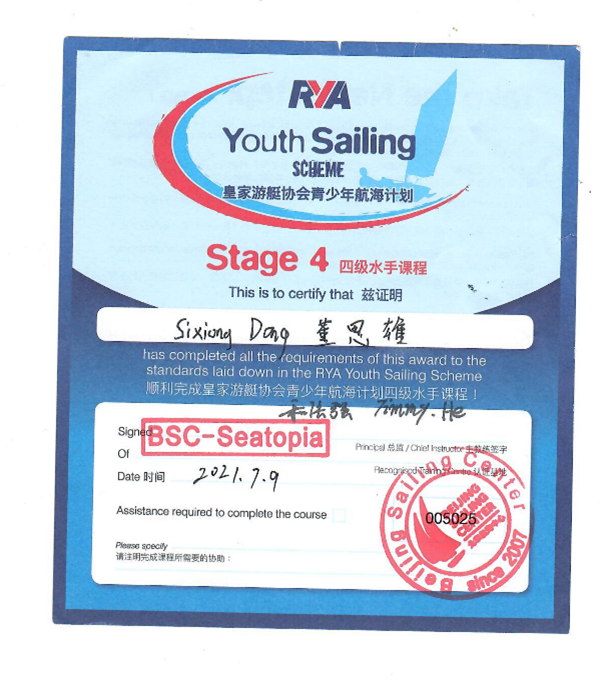 RYA
Youth Sailing
SCHEME
皇家游艇协会青少年航海计划
Stage 4 四级水手课程
This is to certify that 兹证明
Sixiong Dong 董思雄
has completed all the requirements of this award to the
standards laid down in the RYA Youth Sailing Scheme
顺利完成皇家游艇协会青少年航海计划四级水手课程！
Timmy. He
Signed
BSC-Seatopia
Principal 总监 / Chief Instructor 主教练签字
Of
Recognised Training Centre 认证基地
Date 时间 2021.7.9
Assistance required to complete the course
Please specify
请注明完成课程所需要的协助：
Beijing Sailing Center
since 2007
BEIJING
SAILING
CENTER
005025